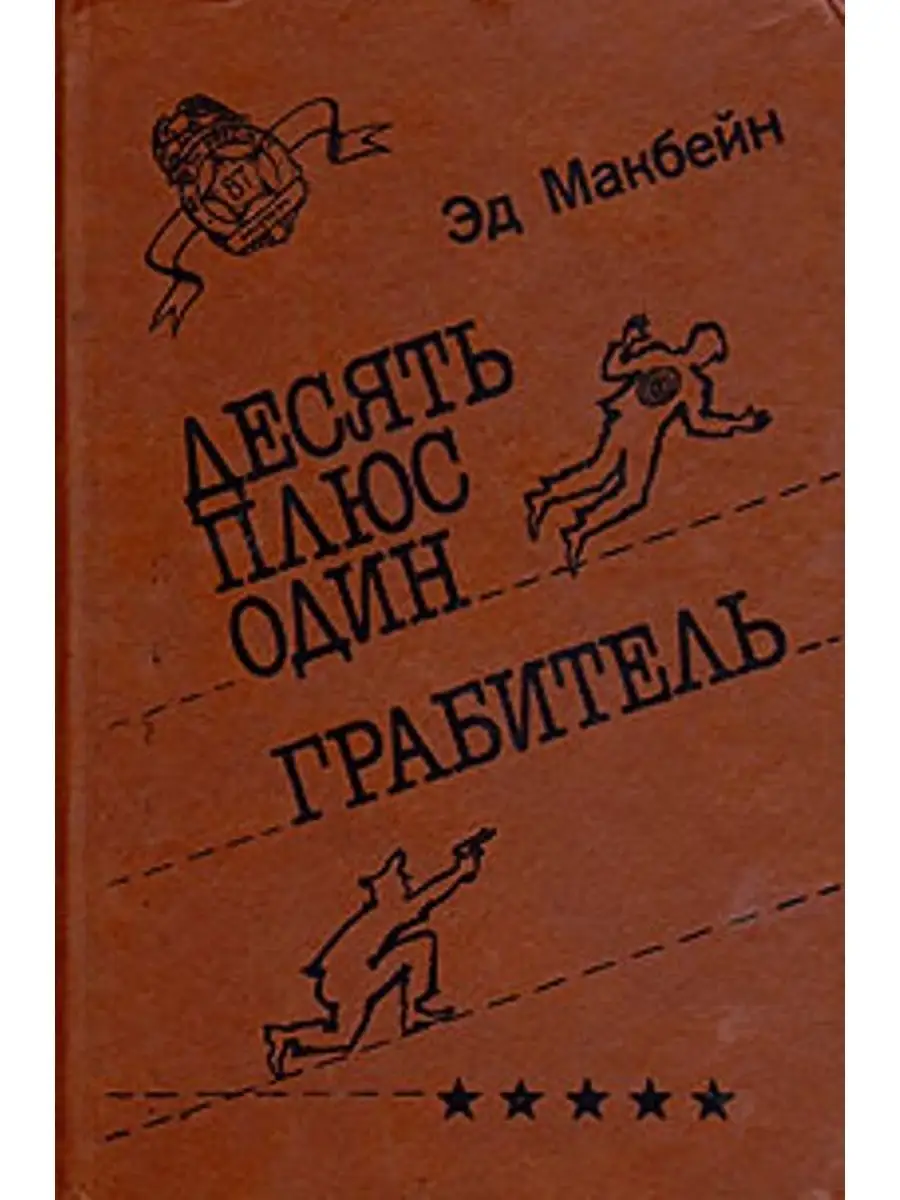 Эд Макбейн
ДЕСЯТЬ
ПЛЮС
ОДИН
ГРАБИТЕЛЬ